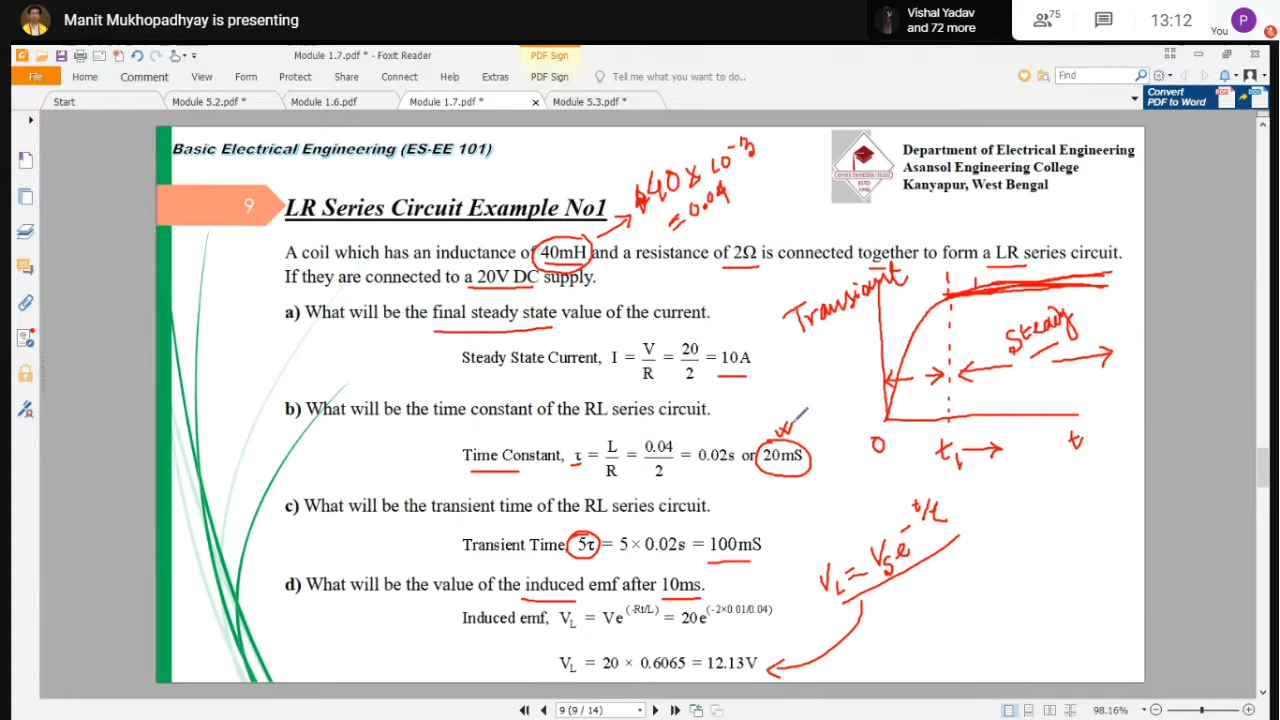 Manit Mukhopadhyay is presenting
Vishal Yadav
and 72 more
75
13:12
You
P
Module 1.7.pdf * - Foxit Reader
PDF Sign
File Home Comment View Form Protect Share Connect Help Extras PDF Sign Tell me what you want to do..
Find
Start Module 5.2.pdf * Module 1.6.pdf Module 1.7.pdf * Module 5.3.pdf *
Convert
PDF to Word
Basic Electrical Engineering (ES-EE 101)
Department of Electrical Engineering
Asansol Engineering College
Kanyapur, West Bengal
9
LR Series Circuit Example No1
40 × 10⁻³
= 0.04
A coil which has an inductance of 40mH and a resistance of 2Ω is connected together to form a LR series circuit.
If they are connected to a 20V DC supply.
a) What will be the final steady state value of the current.
Steady State Current, I = V/R = 20/2 = 10A
b) What will be the time constant of the RL series circuit.
Time Constant, τ = L/R = 0.04/2 = 0.02s or 20mS
c) What will be the transient time of the RL series circuit.
Transient Time, 5τ = 5 × 0.02s = 100mS
d) What will be the value of the induced emf after 10ms.
Induced emf, V_L = Ve^(-Rt/L) = 20e^(-2×0.01/0.04)
V_L = 20 × 0.6065 = 12.13V
Transient
Steady
0 t₁ t
V_L = V_S e^-t/τ
9 (9 / 14)
98.16%